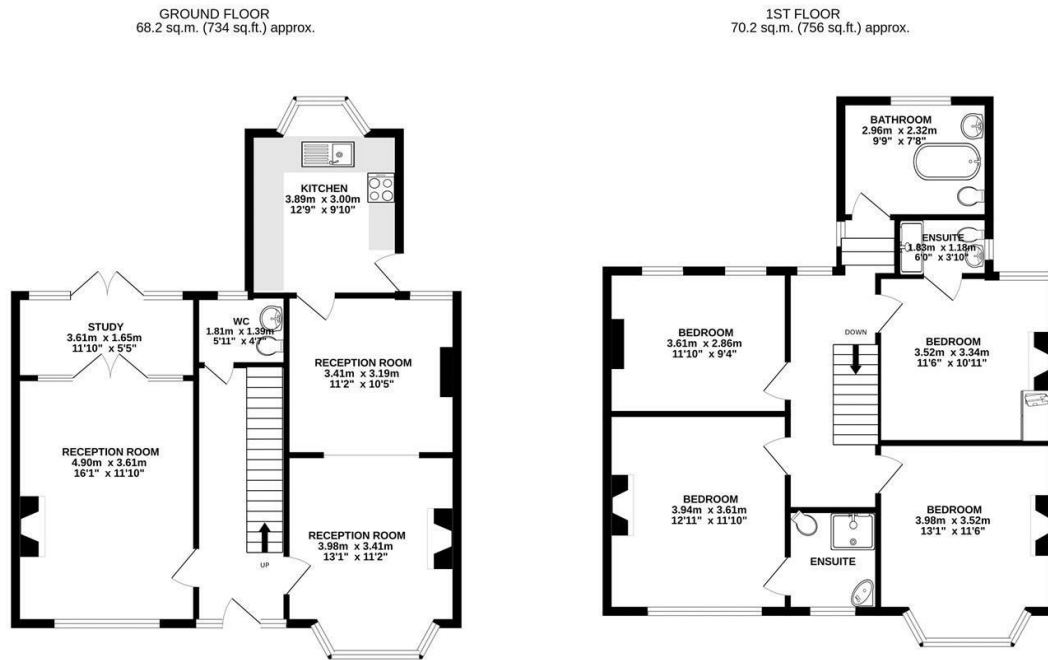 GROUND FLOOR
68.2 sq.m. (734 sq.ft.) approx.
KITCHEN
3.89m x 3.00m
12'9" x 9'10"
STUDY
3.61m x 1.65m
11'10" x 5'5"
WC
1.81m x 1.39m
5'11" x 4'7"
RECEPTION ROOM
3.41m x 3.19m
11'2" x 10'5"
RECEPTION ROOM
4.90m x 3.61m
16'1" x 11'10"
RECEPTION ROOM
3.98m x 3.41m
13'1" x 11'2"
UP
1ST FLOOR
70.2 sq.m. (756 sq.ft.) approx.
BATHROOM
2.96m x 2.32m
9'9" x 7'8"
ENSUITE
1.83m x 1.18m
6'0" x 3'10"
BEDROOM
3.61m x 2.86m
11'10" x 9'4"
DOWN
BEDROOM
3.52m x 3.34m
11'6" x 10'11"
BEDROOM
3.94m x 3.61m
12'11" x 11'10"
BEDROOM
3.98m x 3.52m
13'1" x 11'6"
ENSUITE